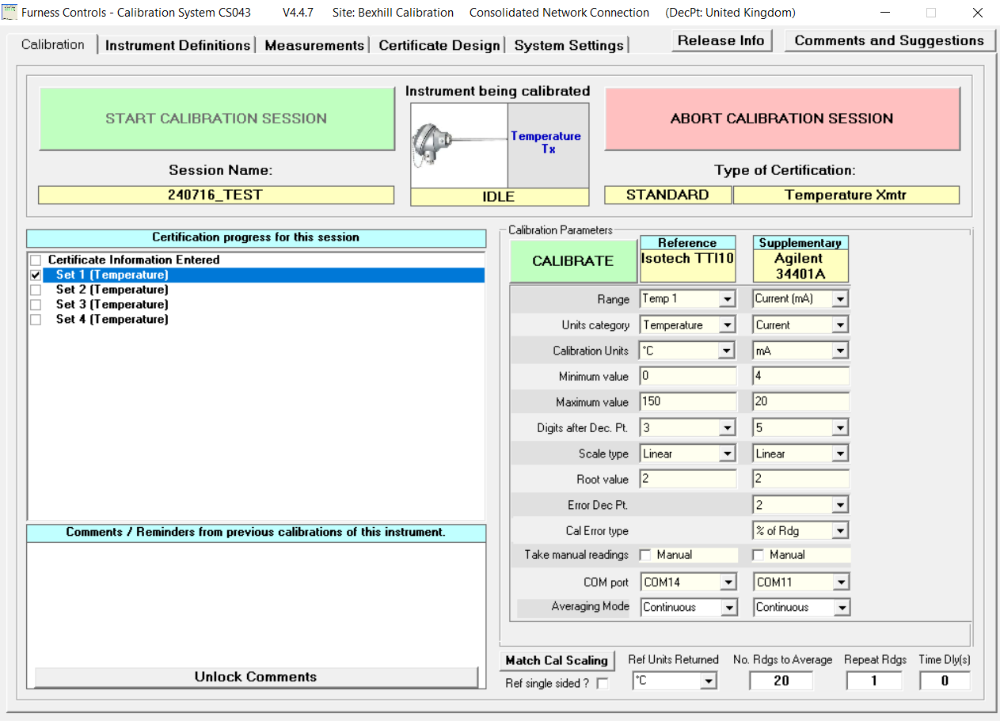 Furness Controls - Calibration System CS043 V4.4.7 Site: Bexhill Calibration Consolidated Network Connection (DecPt: United Kingdom)
Calibration Instrument Definitions Measurements Certificate Design System Settings Release Info Comments and Suggestions
START CALIBRATION SESSION
Session Name:
240716_TEST
Instrument being calibrated
Temperature
Tx
IDLE
ABORT CALIBRATION SESSION
Type of Certification:
STANDARD Temperature Xmtr
Certification progress for this session
Certificate Information Entered
Set 1 (Temperature)
Set 2 (Temperature)
Set 3 (Temperature)
Set 4 (Temperature)
Comments / Reminders from previous calibrations of this instrument.
Unlock Comments
Calibration Parameters
CALIBRATE
Reference
Isotech TTI10
Supplementary
Agilent
34401A
Range Temp 1 Current (mA)
Units category Temperature Current
Calibration Units °C mA
Minimum value 0 4
Maximum value 150 20
Digits after Dec. Pt. 3 5
Scale type Linear Linear
Root value 2 2
Error Dec Pt. 2
Cal Error type % of Rdg
Take manual readings Manual Manual
COM port COM14 COM11
Averaging Mode Continuous Continuous
Match Cal Scaling Ref Units Returned No. Rdgs to Average Repeat Rdgs Time Dly(s)
Ref single sided ? °C 20 1 0